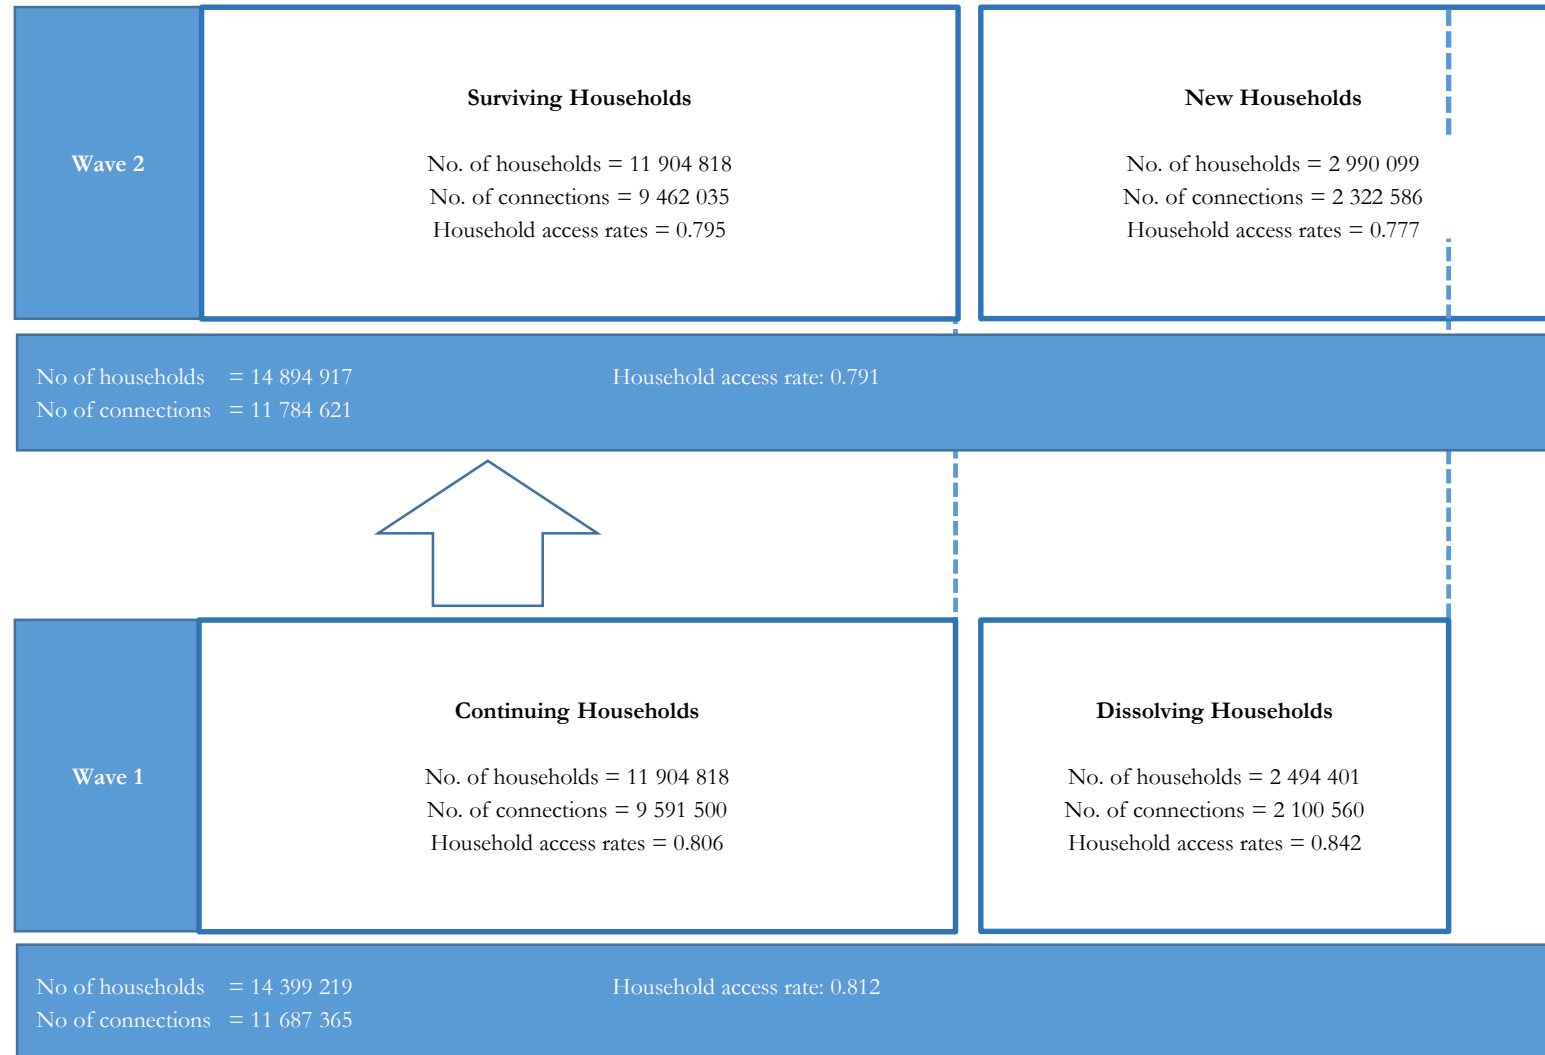 Wave 2
Surviving Households
No. of households = 11 904 818
No. of connections = 9 462 035
Household access rates = 0.795
New Households
No. of households = 2 990 099
No. of connections = 2 322 586
Household access rates = 0.777
No of households = 14 894 917 Household access rate: 0.791
No of connections = 11 784 621
Wave 1
Continuing Households
No. of households = 11 904 818
No. of connections = 9 591 500
Household access rates = 0.806
Dissolving Households
No. of households = 2 494 401
No. of connections = 2 100 560
Household access rates = 0.842
No of households = 14 399 219 Household access rate: 0.812
No of connections = 11 687 365